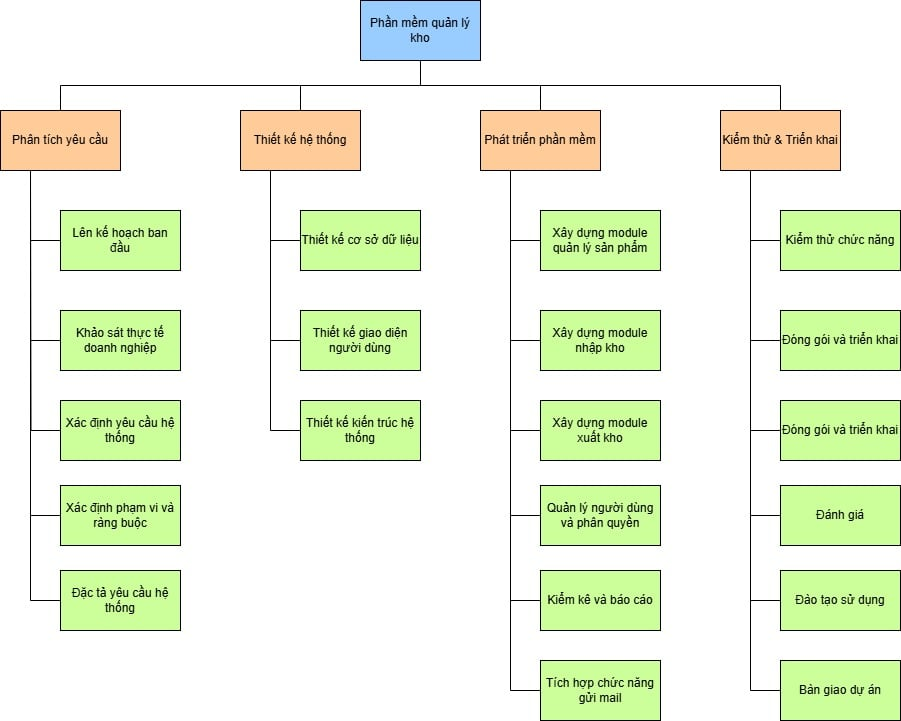 Phần mềm quản lý
kho
Phân tích yêu cầu
Thiết kế hệ thống
Phát triển phần mềm
Kiểm thử & Triển khai
Lên kế hoạch ban
đầu
Khảo sát thực tế
doanh nghiệp
Xác định yêu cầu hệ
thống
Xác định phạm vi và
ràng buộc
Đặc tả yêu cầu hệ
thống
Thiết kế cơ sở dữ liệu
Thiết kế giao diện
người dùng
Thiết kế kiến trúc hệ
thống
Xây dựng module
quản lý sản phẩm
Xây dựng module
nhập kho
Xây dựng module
xuất kho
Quản lý người dùng
và phân quyền
Kiểm kê và báo cáo
Tích hợp chức năng
gửi mail
Kiểm thử chức năng
Đóng gói và triển khai
Đóng gói và triển khai
Đánh giá
Đào tạo sử dụng
Bàn giao dự án